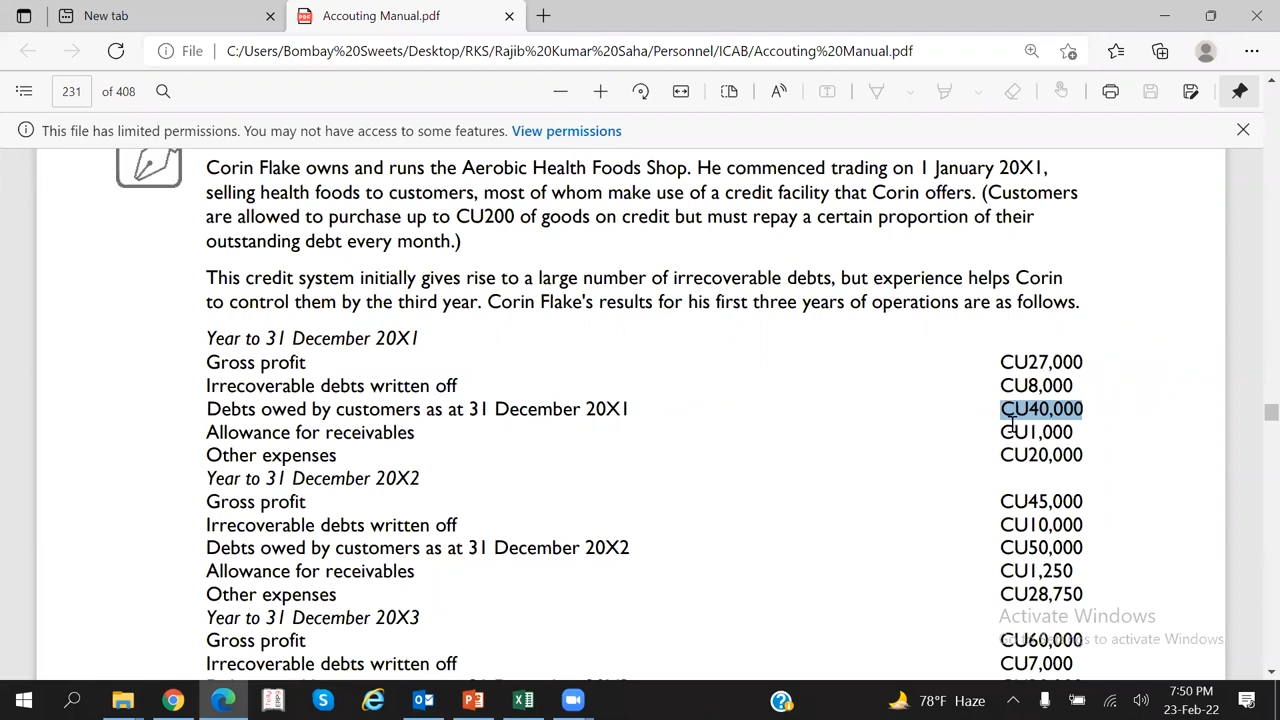 New tab
Accouting Manual.pdf
File
C:/Users/Bombay%20Sweets/Desktop/RKS/Rajib%20Kumar%20Saha/Personnel/ICAB/Accouting%20Manual.pdf
231 of 408
This file has limited permissions. You may not have access to some features. View permissions
Corin Flake owns and runs the Aerobic Health Foods Shop. He commenced trading on 1 January 20X1,
selling health foods to customers, most of whom make use of a credit facility that Corin offers. (Customers
are allowed to purchase up to CU200 of goods on credit but must repay a certain proportion of their
outstanding debt every month.)
This credit system initially gives rise to a large number of irrecoverable debts, but experience helps Corin
to control them by the third year. Corin Flake's results for his first three years of operations are as follows.
Year to 31 December 20X1
Gross profit CU27,000
Irrecoverable debts written off CU8,000
Debts owed by customers as at 31 December 20X1 CU40,000
Allowance for receivables CU1,000
Other expenses CU20,000
Year to 31 December 20X2
Gross profit CU45,000
Irrecoverable debts written off CU10,000
Debts owed by customers as at 31 December 20X2 CU50,000
Allowance for receivables CU1,250
Other expenses CU28,750
Year to 31 December 20X3
Gross profit CU60,000
Irrecoverable debts written off CU7,000
Activate Windows
to activate Windows.
78°F Haze
7:50 PM
23-Feb-22